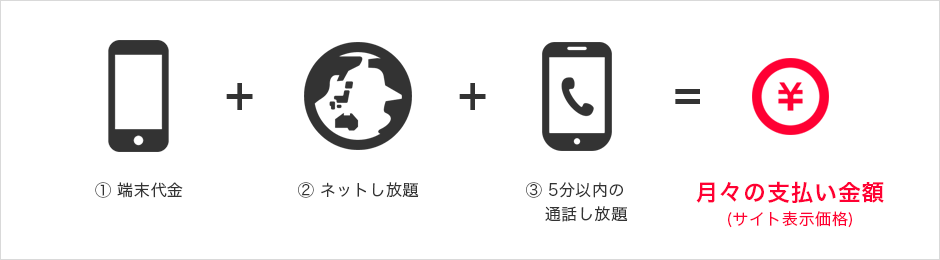 + + = ¥
① 端末代金
② ネットし放題
③ 5分以内の
通話し放題
月々の支払い金額
(サイト表示価格)